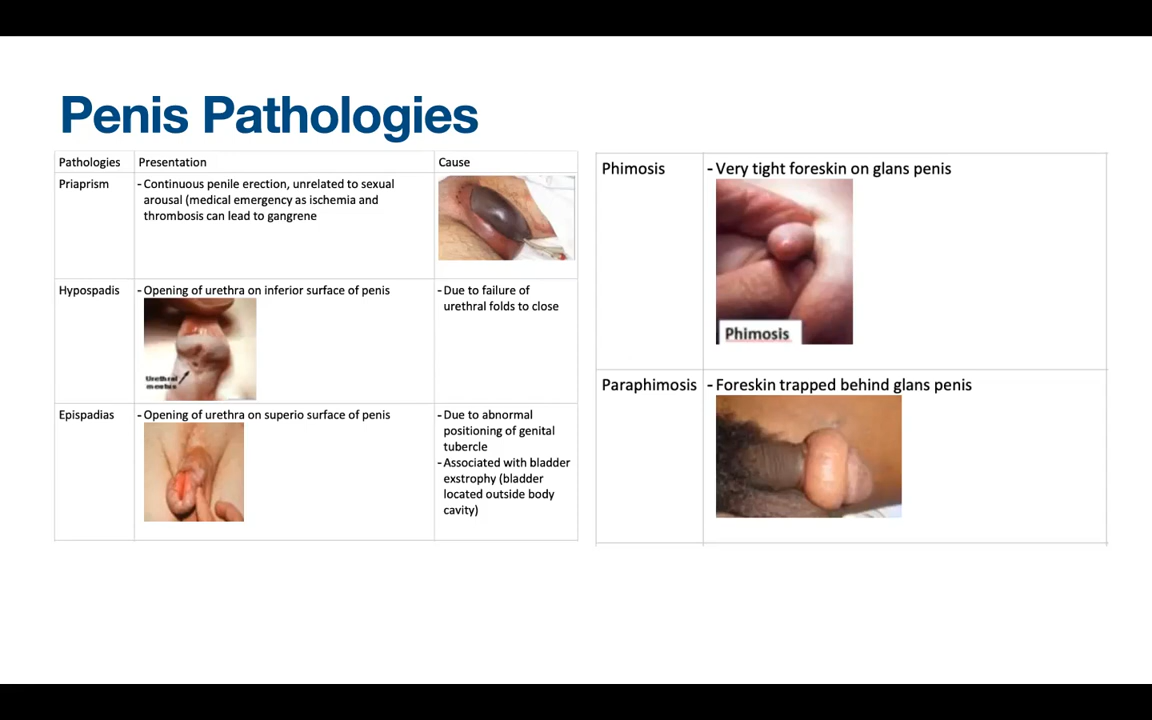 Penis Pathologies
Pathologies
Presentation
Cause
Priaprism
- Continuous penile erection, unrelated to sexual
arousal (medical emergency as ischemia and
thrombosis can lead to gangrene
Hypospadis
- Opening of urethra on inferior surface of penis
Urethral
meatus
- Due to failure of
urethral folds to close
Epispadias
- Opening of urethra on superio surface of penis
- Due to abnormal
positioning of genital
tubercle
- Associated with bladder
exstrophy (bladder
located outside body
cavity)
Phimosis
- Very tight foreskin on glans penis
Phimosis
Paraphimosis
- Foreskin trapped behind glans penis